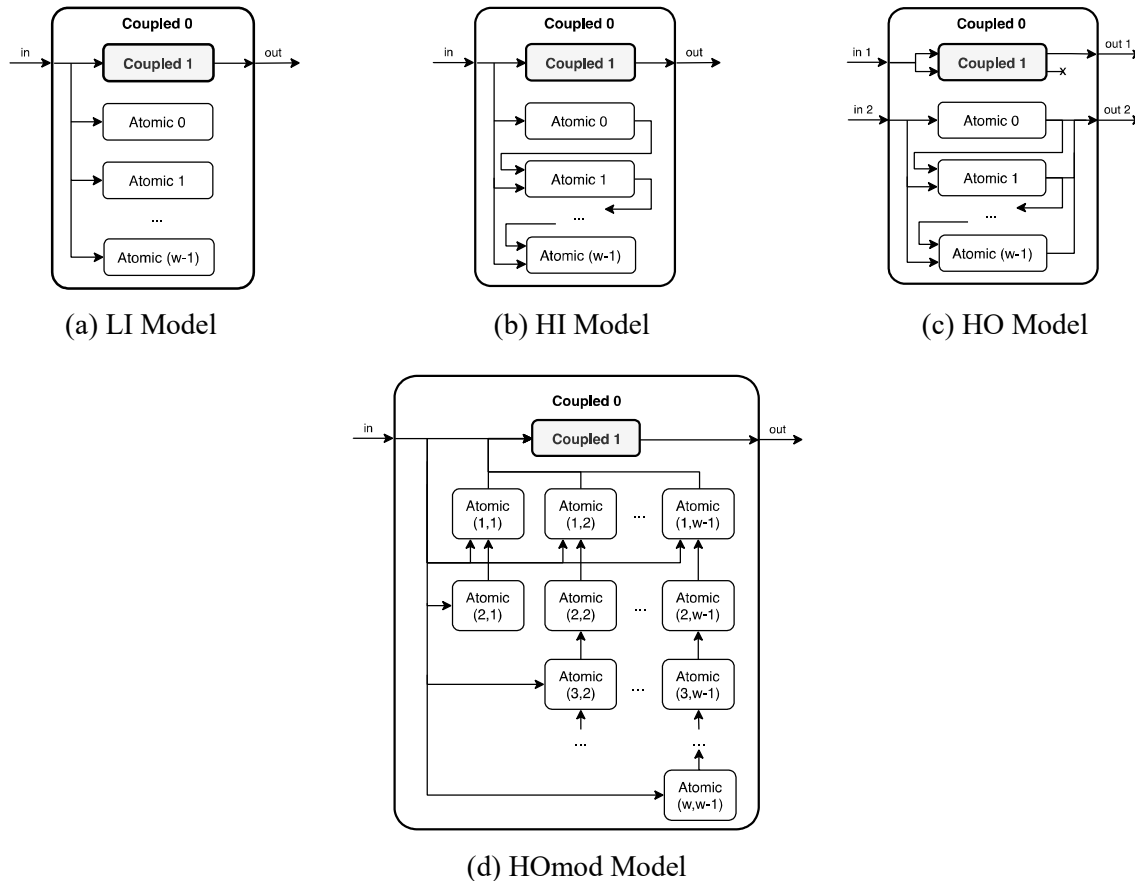 Coupled 0
in
Coupled 1
out
Atomic 0
Atomic 1
...
Atomic (w-1)
(a) LI Model
Coupled 0
in
Coupled 1
out
Atomic 0
Atomic 1
...
Atomic (w-1)
(b) HI Model
Coupled 0
in 1
Coupled 1
out 1
x
in 2
Atomic 0
out 2
Atomic 1
...
Atomic (w-1)
(c) HO Model
Coupled 0
in
Coupled 1
out
Atomic
(1,1)
Atomic
(1,2)
...
Atomic
(1,w-1)
Atomic
(2,1)
Atomic
(2,2)
...
Atomic
(2,w-1)
Atomic
(3,2)
...
Atomic
(3,w-1)
...
...
Atomic
(w,w-1)
(d) HOmod Model